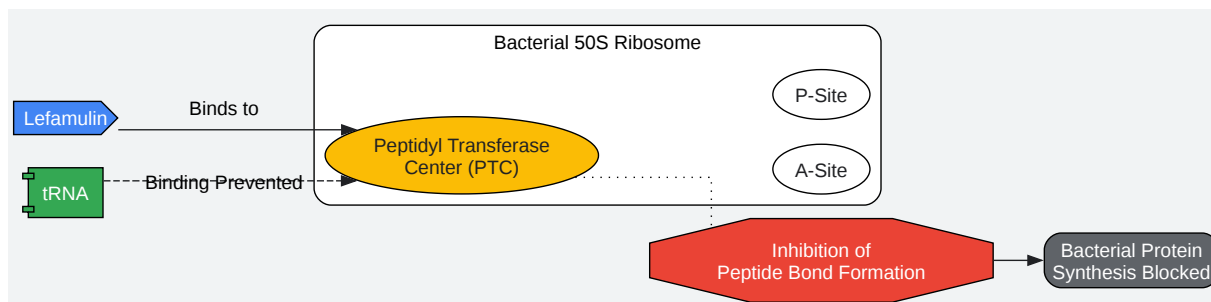 Bacterial 50S Ribosome
P-Site
Lefamulin
Binds to
Peptidyl Transferase
Center (PTC)
A-Site
tRNA
Binding Prevented
Inhibition of
Peptide Bond Formation
Bacterial Protein
Synthesis Blocked